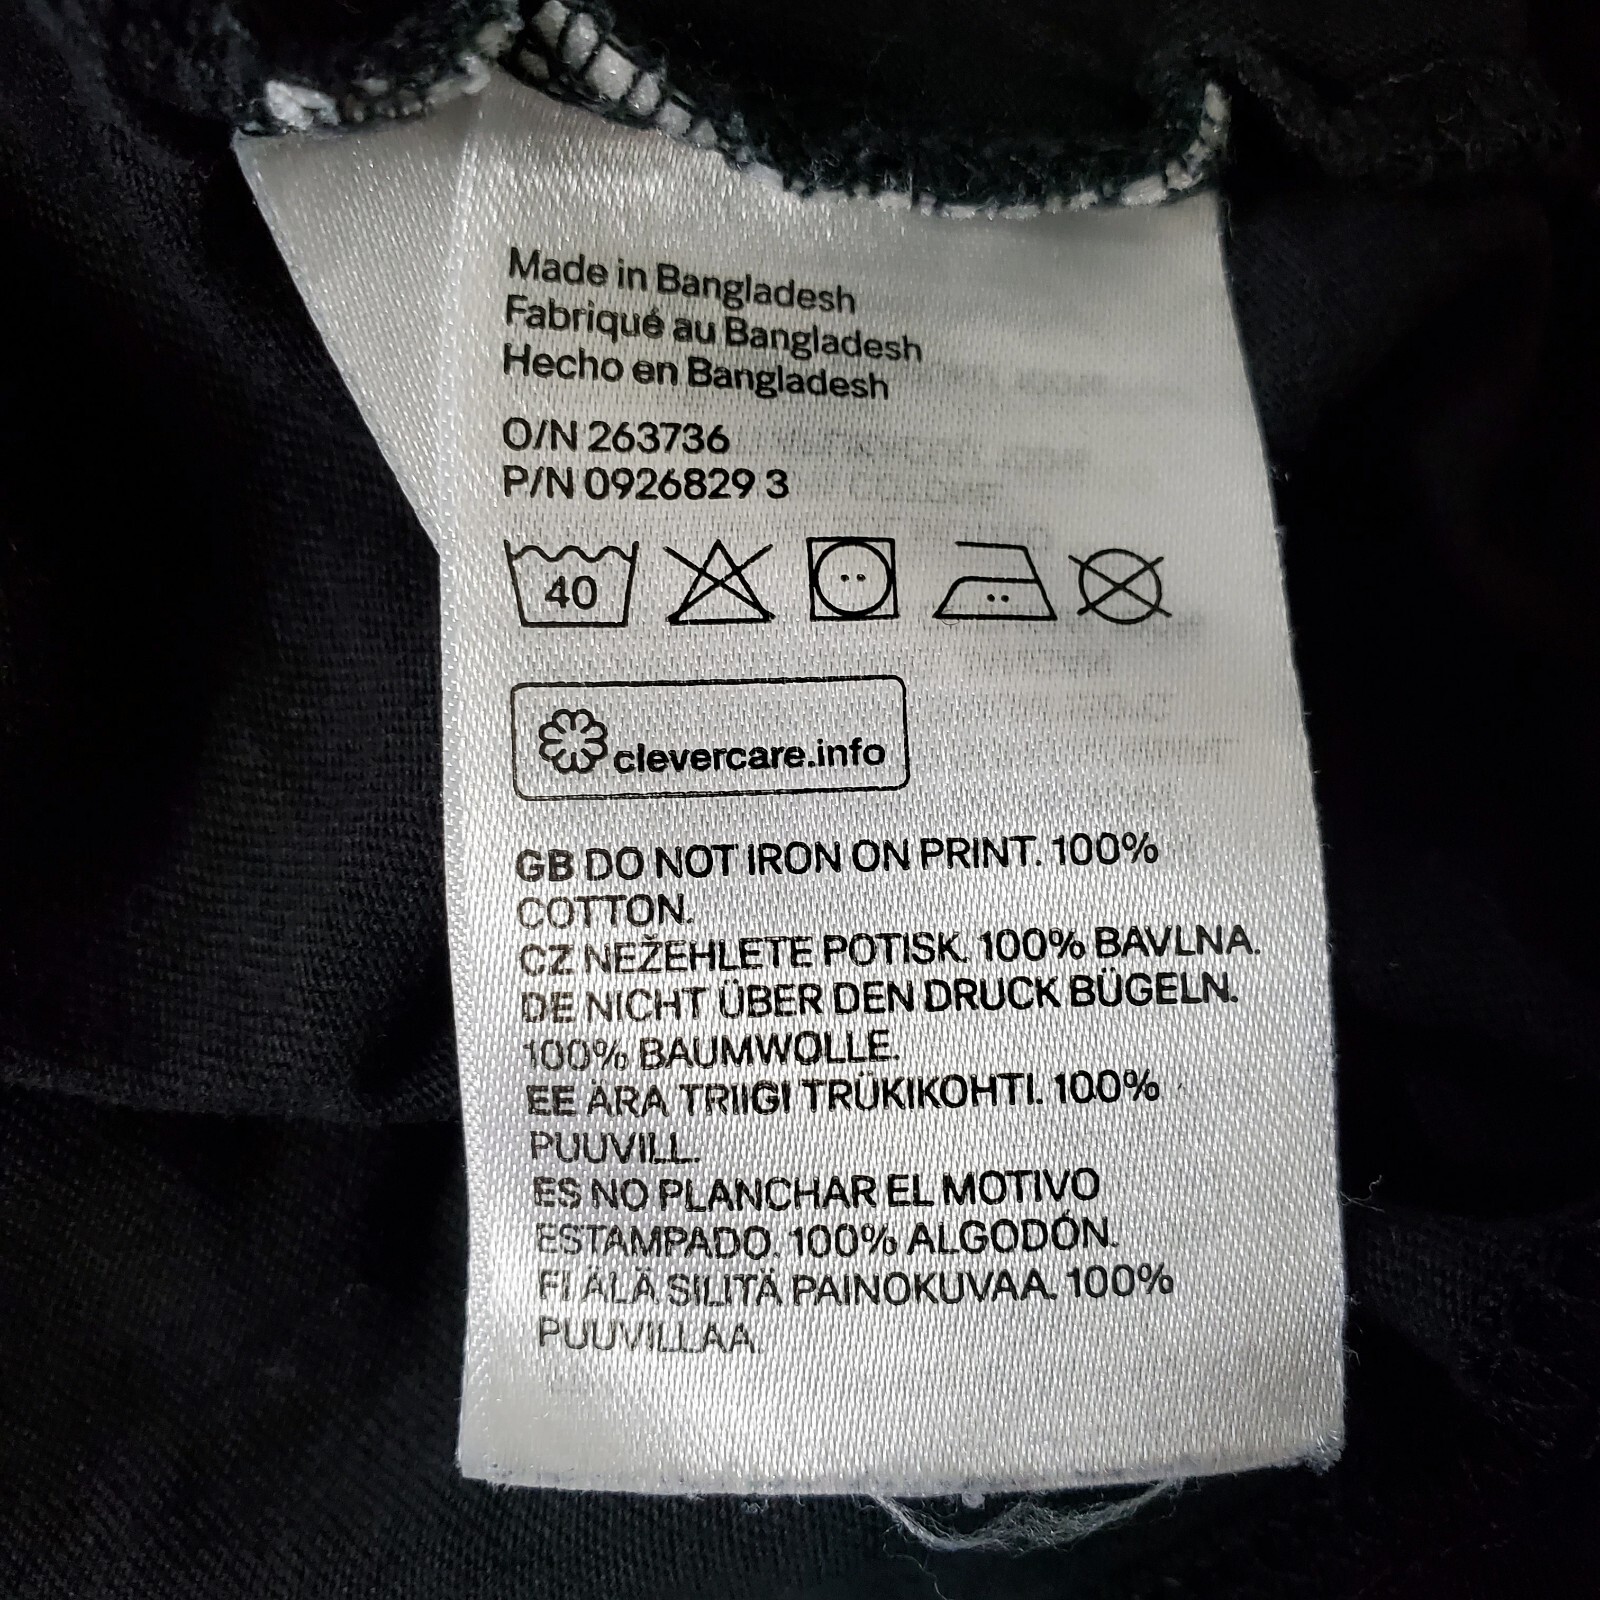 Made in Bangladesh
Fabriqué au Bangladesh
Hecho en Bangladesh
O/N 263736
P/N 0926829 3
40
clevercare.info
GB DO NOT IRON ON PRINT. 100%
COTTON.
CZ NEŽEHLETE POTISK. 100% BAVLNA.
DE NICHT ÜBER DEN DRUCK BÜGELN.
100% BAUMWOLLE.
EE ÄRA TRIIGI TRÜKIKOHTI. 100%
PUUVILL.
ES NO PLANCHAR EL MOTIVO
ESTAMPADO. 100% ALGODÓN.
FI ÄLÄ SILITÄ PAINOKUVAA. 100%
PUUVILLAA.